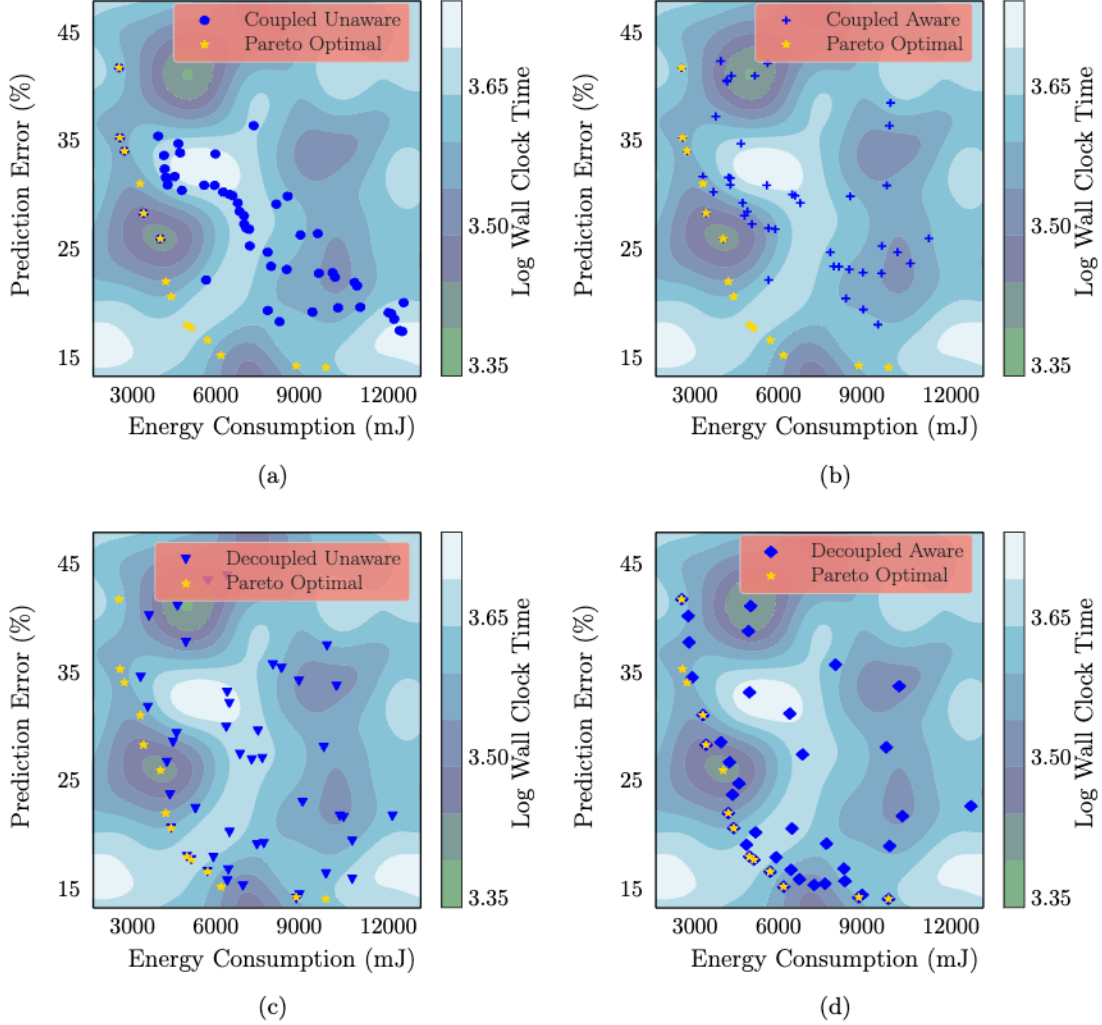 Coupled Unaware
Pareto Optimal
45
35
25
15
Prediction Error (%)
3000 6000 9000 12000
Energy Consumption (mJ)
3.65
3.50
3.35
Log Wall Clock Time
(a)
Coupled Aware
Pareto Optimal
45
35
25
15
Prediction Error (%)
3000 6000 9000 12000
Energy Consumption (mJ)
3.65
3.50
3.35
Log Wall Clock Time
(b)
Decoupled Unaware
Pareto Optimal
45
35
25
15
Prediction Error (%)
3000 6000 9000 12000
Energy Consumption (mJ)
3.65
3.50
3.35
Log Wall Clock Time
(c)
Decoupled Aware
Pareto Optimal
45
35
25
15
Prediction Error (%)
3000 6000 9000 12000
Energy Consumption (mJ)
3.65
3.50
3.35
Log Wall Clock Time
(d)